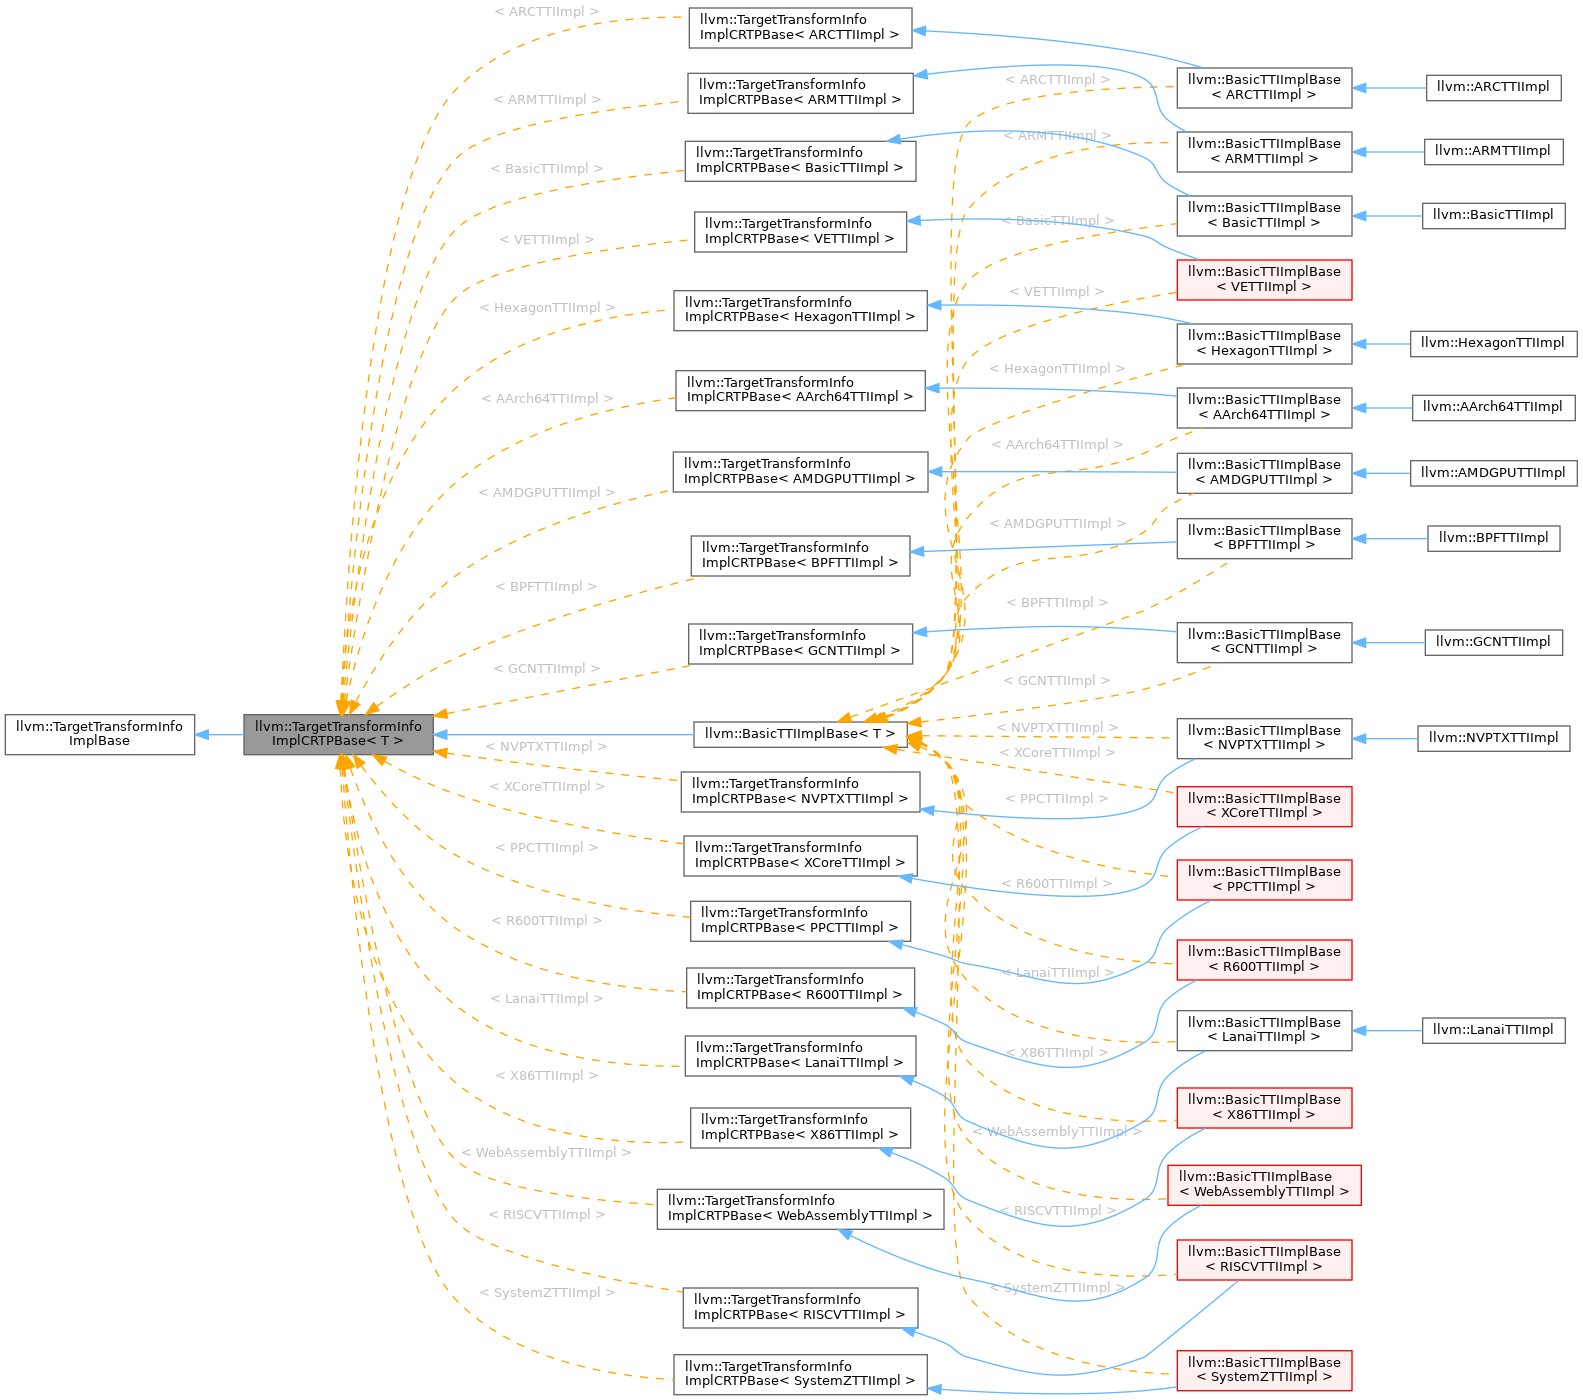 llvm::TargetTransformInfo
ImplBase
llvm::TargetTransformInfo
ImplCRTPBase< T >
< ARCTTIImpl >
< ARMTTIImpl >
< BasicTTIImpl >
< VETTIImpl >
< HexagonTTIImpl >
< AArch64TTIImpl >
< AMDGPUTTIImpl >
< BPFTTIImpl >
< GCNTTIImpl >
< NVPTXTTIImpl >
< XCoreTTIImpl >
< PPCTTIImpl >
< R600TTIImpl >
< LanaiTTIImpl >
< X86TTIImpl >
< WebAssemblyTTIImpl >
< RISCVTTIImpl >
< SystemZTTIImpl >
llvm::TargetTransformInfo
ImplCRTPBase< ARCTTIImpl >
llvm::TargetTransformInfo
ImplCRTPBase< ARMTTIImpl >
llvm::TargetTransformInfo
ImplCRTPBase< BasicTTIImpl >
llvm::TargetTransformInfo
ImplCRTPBase< VETTIImpl >
llvm::TargetTransformInfo
ImplCRTPBase< HexagonTTIImpl >
llvm::TargetTransformInfo
ImplCRTPBase< AArch64TTIImpl >
llvm::TargetTransformInfo
ImplCRTPBase< AMDGPUTTIImpl >
llvm::TargetTransformInfo
ImplCRTPBase< BPFTTIImpl >
llvm::TargetTransformInfo
ImplCRTPBase< GCNTTIImpl >
llvm::BasicTTIImplBase< T >
llvm::TargetTransformInfo
ImplCRTPBase< NVPTXTTIImpl >
llvm::TargetTransformInfo
ImplCRTPBase< XCoreTTIImpl >
llvm::TargetTransformInfo
ImplCRTPBase< PPCTTIImpl >
llvm::TargetTransformInfo
ImplCRTPBase< R600TTIImpl >
llvm::TargetTransformInfo
ImplCRTPBase< LanaiTTIImpl >
llvm::TargetTransformInfo
ImplCRTPBase< X86TTIImpl >
llvm::TargetTransformInfo
ImplCRTPBase< WebAssemblyTTIImpl >
llvm::TargetTransformInfo
ImplCRTPBase< RISCVTTIImpl >
llvm::TargetTransformInfo
ImplCRTPBase< SystemZTTIImpl >
< ARCTTIImpl >
< ARMTTIImpl >
< BasicTTIImpl >
< VETTIImpl >
< HexagonTTIImpl >
< AArch64TTIImpl >
< AMDGPUTTIImpl >
< BPFTTIImpl >
< GCNTTIImpl >
< NVPTXTTIImpl >
< XCoreTTIImpl >
< PPCTTIImpl >
< R600TTIImpl >
< LanaiTTIImpl >
< X86TTIImpl >
< WebAssemblyTTIImpl >
< RISCVTTIImpl >
< SystemZTTIImpl >
llvm::BasicTTIImplBase
< ARCTTIImpl >
llvm::BasicTTIImplBase
< ARMTTIImpl >
llvm::BasicTTIImplBase
< BasicTTIImpl >
llvm::BasicTTIImplBase
< VETTIImpl >
llvm::BasicTTIImplBase
< HexagonTTIImpl >
llvm::BasicTTIImplBase
< AArch64TTIImpl >
llvm::BasicTTIImplBase
< AMDGPUTTIImpl >
llvm::BasicTTIImplBase
< BPFTTIImpl >
llvm::BasicTTIImplBase
< GCNTTIImpl >
llvm::BasicTTIImplBase
< NVPTXTTIImpl >
llvm::BasicTTIImplBase
< XCoreTTIImpl >
llvm::BasicTTIImplBase
< PPCTTIImpl >
llvm::BasicTTIImplBase
< R600TTIImpl >
llvm::BasicTTIImplBase
< LanaiTTIImpl >
llvm::BasicTTIImplBase
< X86TTIImpl >
llvm::BasicTTIImplBase
< WebAssemblyTTIImpl >
llvm::BasicTTIImplBase
< RISCVTTIImpl >
llvm::BasicTTIImplBase
< SystemZTTIImpl >
llvm::ARCTTIImpl
llvm::ARMTTIImpl
llvm::BasicTTIImpl
llvm::HexagonTTIImpl
llvm::AArch64TTIImpl
llvm::AMDGPUTTIImpl
llvm::BPFTTIImpl
llvm::GCNTTIImpl
llvm::NVPTXTTIImpl
llvm::LanaiTTIImpl